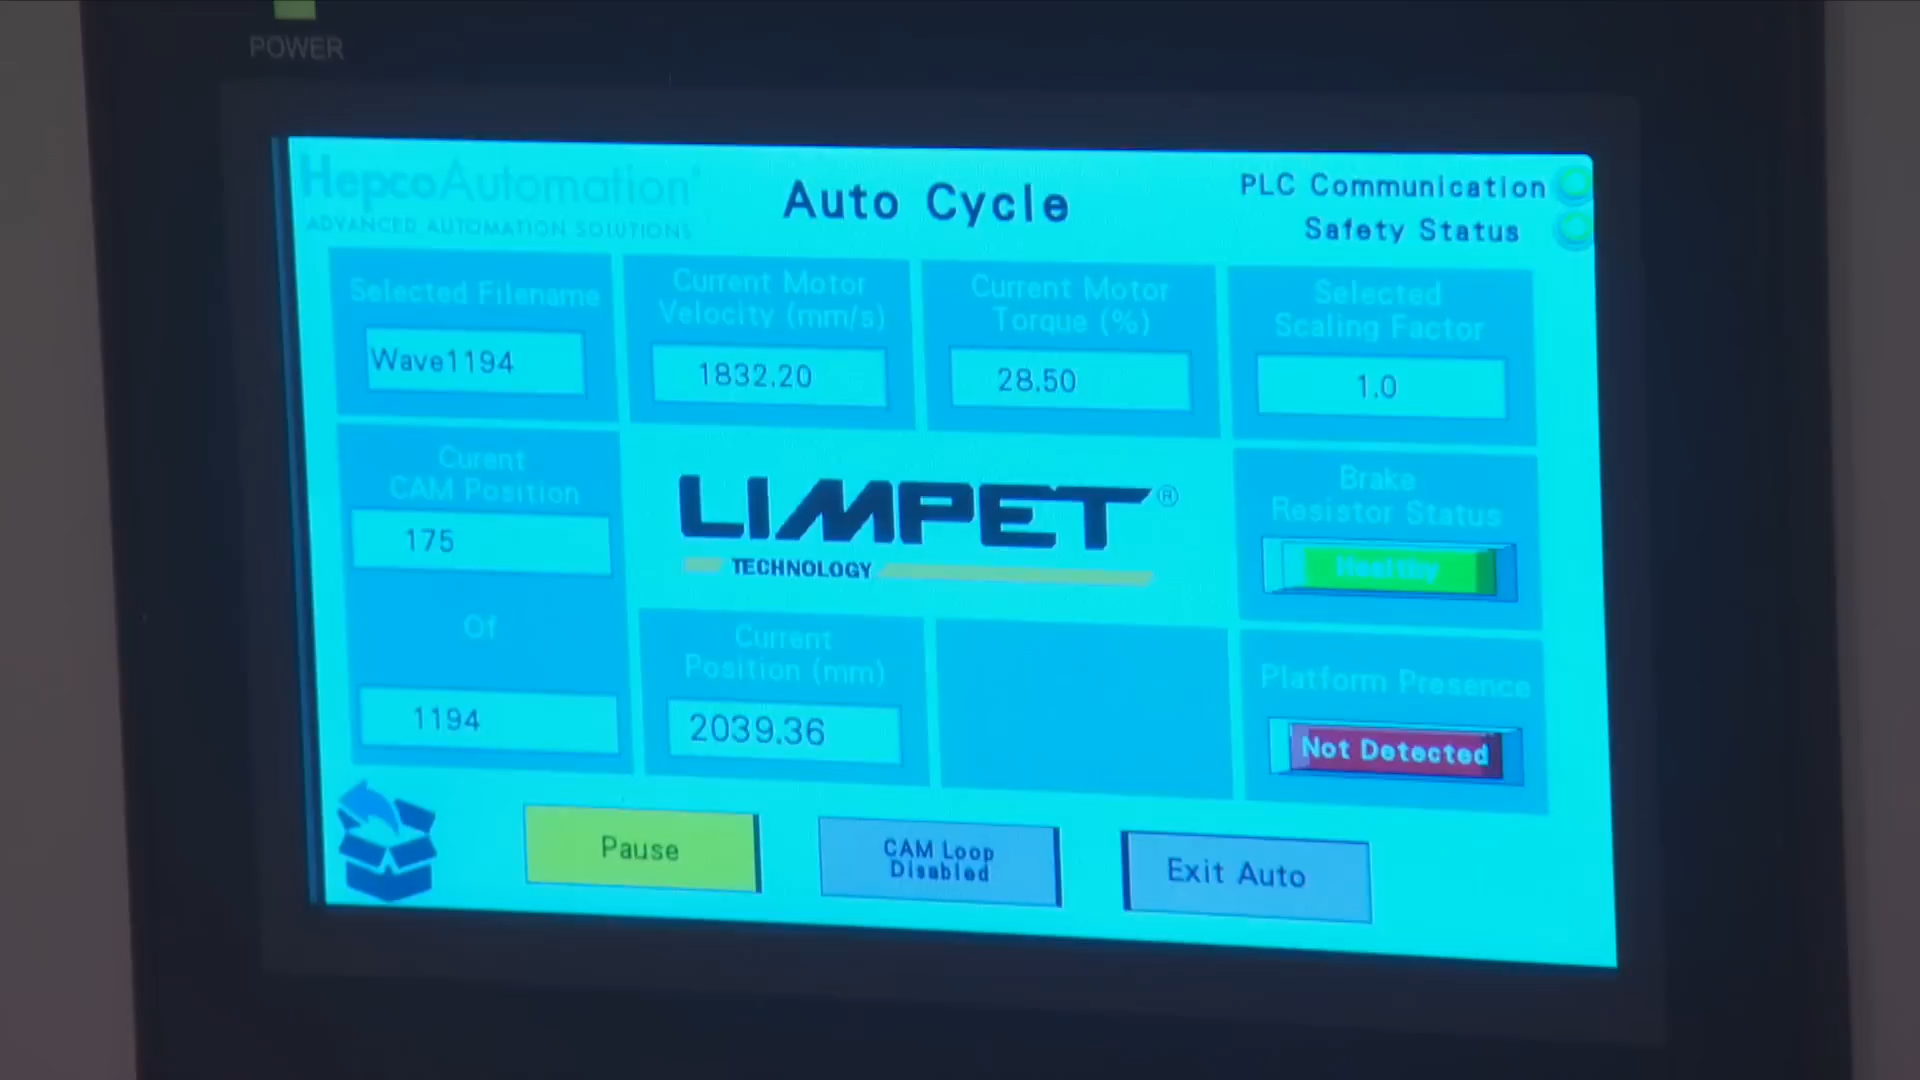 POWER
HepcoAutomation
ADVANCED AUTOMATION SOLUTIONS
Auto Cycle
PLC Communication
Safety Status
Selected Filename
Wave1194
Current Motor
Velocity (mm/s)
1832.20
Current Motor
Torque (%)
28.50
Selected
Scaling Factor
1.0
Curent
CAM Position
175
Of
1194
LIMPET®
TECHNOLOGY
Current
Position (mm)
2039.36
Brake
Resistor Status
Healthy
Platform Presence
Not Detected
Pause
CAM Loop
Disabled
Exit Auto